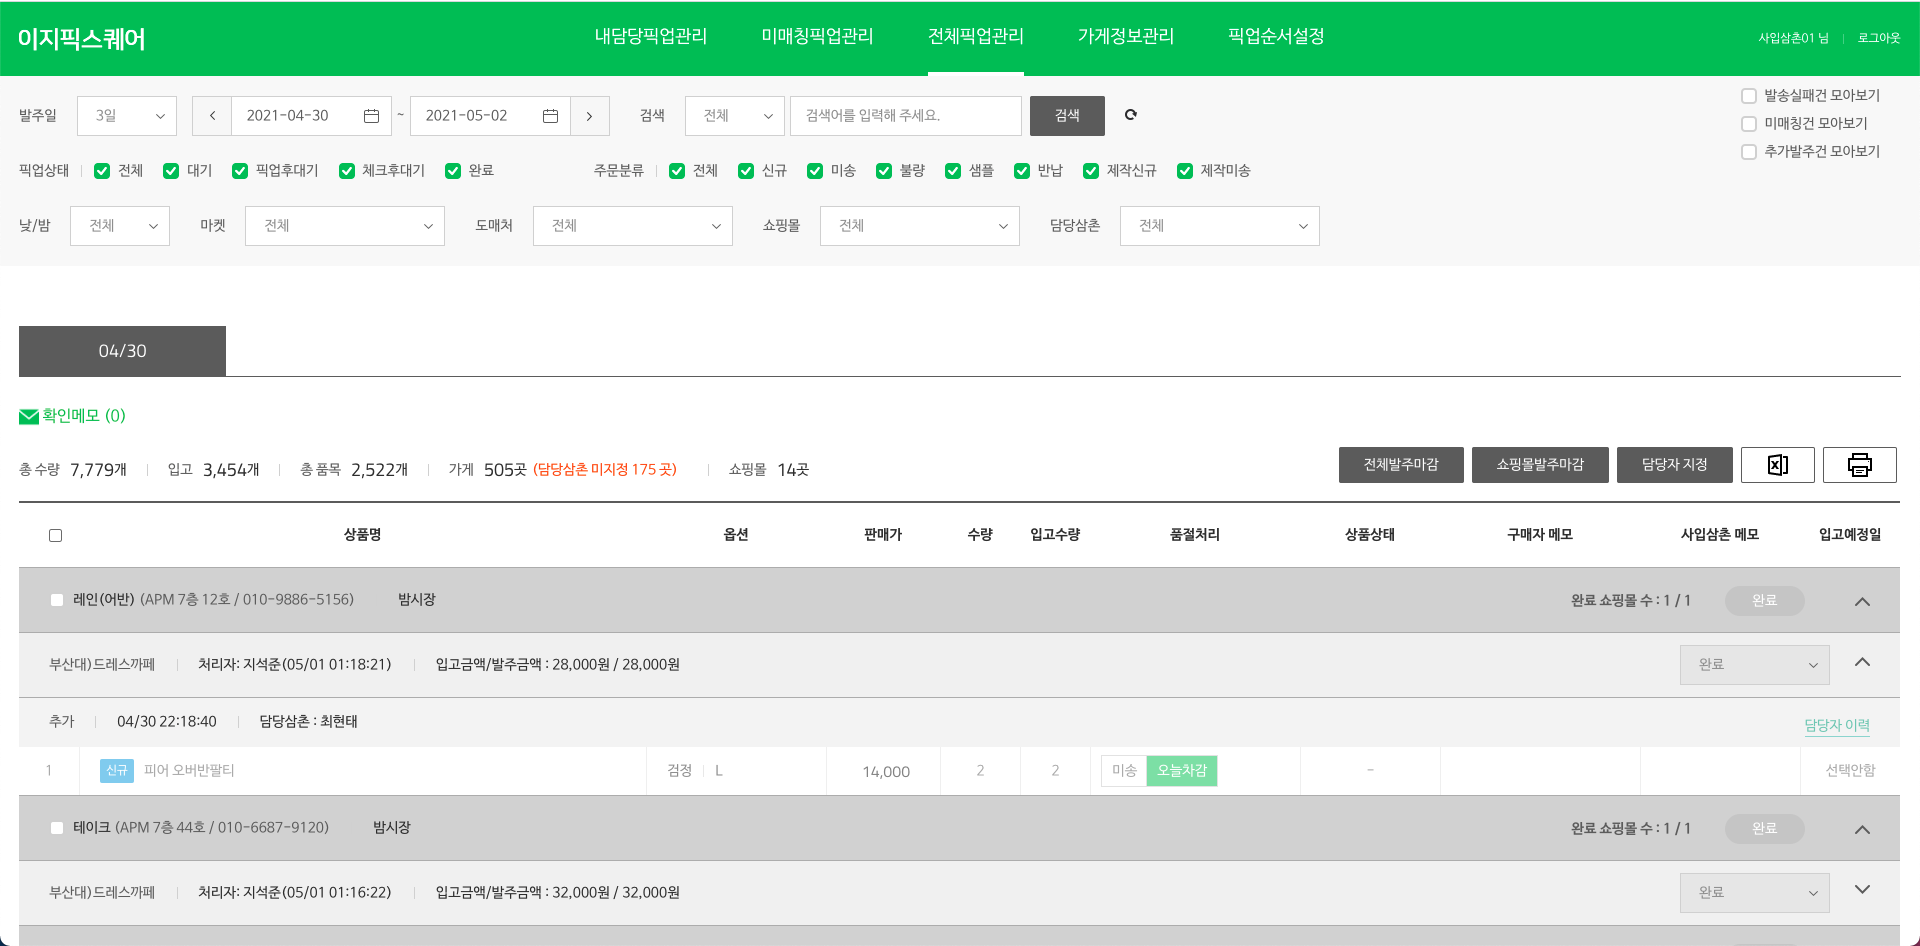 이지픽스퀘어 내담당픽업관리 미매칭픽업관리 전체픽업관리 가게정보관리 픽업순서설정 사입삼촌01 님 로그아웃
발주일 3일 2021-04-30 ~ 2021-05-02 검색 전체 검색어를 입력해 주세요. 검색
발송실패건 모아보기
미매칭건 모아보기
추가발주건 모아보기
픽업상태 전체 대기 픽업후대기 체크후대기 완료 주문분류 전체 신규 미송 불량 샘플 반납 제작신규 제작미송
낮/밤 전체 마켓 전체 도매처 전체 쇼핑몰 전체 담당삼촌 전체
04/30
확인메모 (0)
총 수량 7,779개 입고 3,454개 총 품목 2,522개 가게 505곳 (담당삼촌 미지정 175 곳) 쇼핑몰 14곳 전체발주마감 쇼핑몰발주마감 담당자 지정
상품명 옵션 판매가 수량 입고수량 품절처리 상품상태 구매자 메모 사입삼촌 메모 입고예정일
레인(어반) (APM 7층 12호 / 010-9886-5156) 밤시장 완료 쇼핑몰 수 : 1 / 1 완료
부산대)드레스까페 처리자: 지석준(05/01 01:18:21) 입고금액/발주금액 : 28,000원 / 28,000원 완료
추가 04/30 22:18:40 담당삼촌 : 최현태 담당자 이력
1 신규 피어 오버반팔티 검정 L 14,000 2 2 미송 오늘차감 - 선택안함
테이크 (APM 7층 44호 / 010-6687-9120) 밤시장 완료 쇼핑몰 수 : 1 / 1 완료
부산대)드레스까페 처리자: 지석준(05/01 01:16:22) 입고금액/발주금액 : 32,000원 / 32,000원 완료